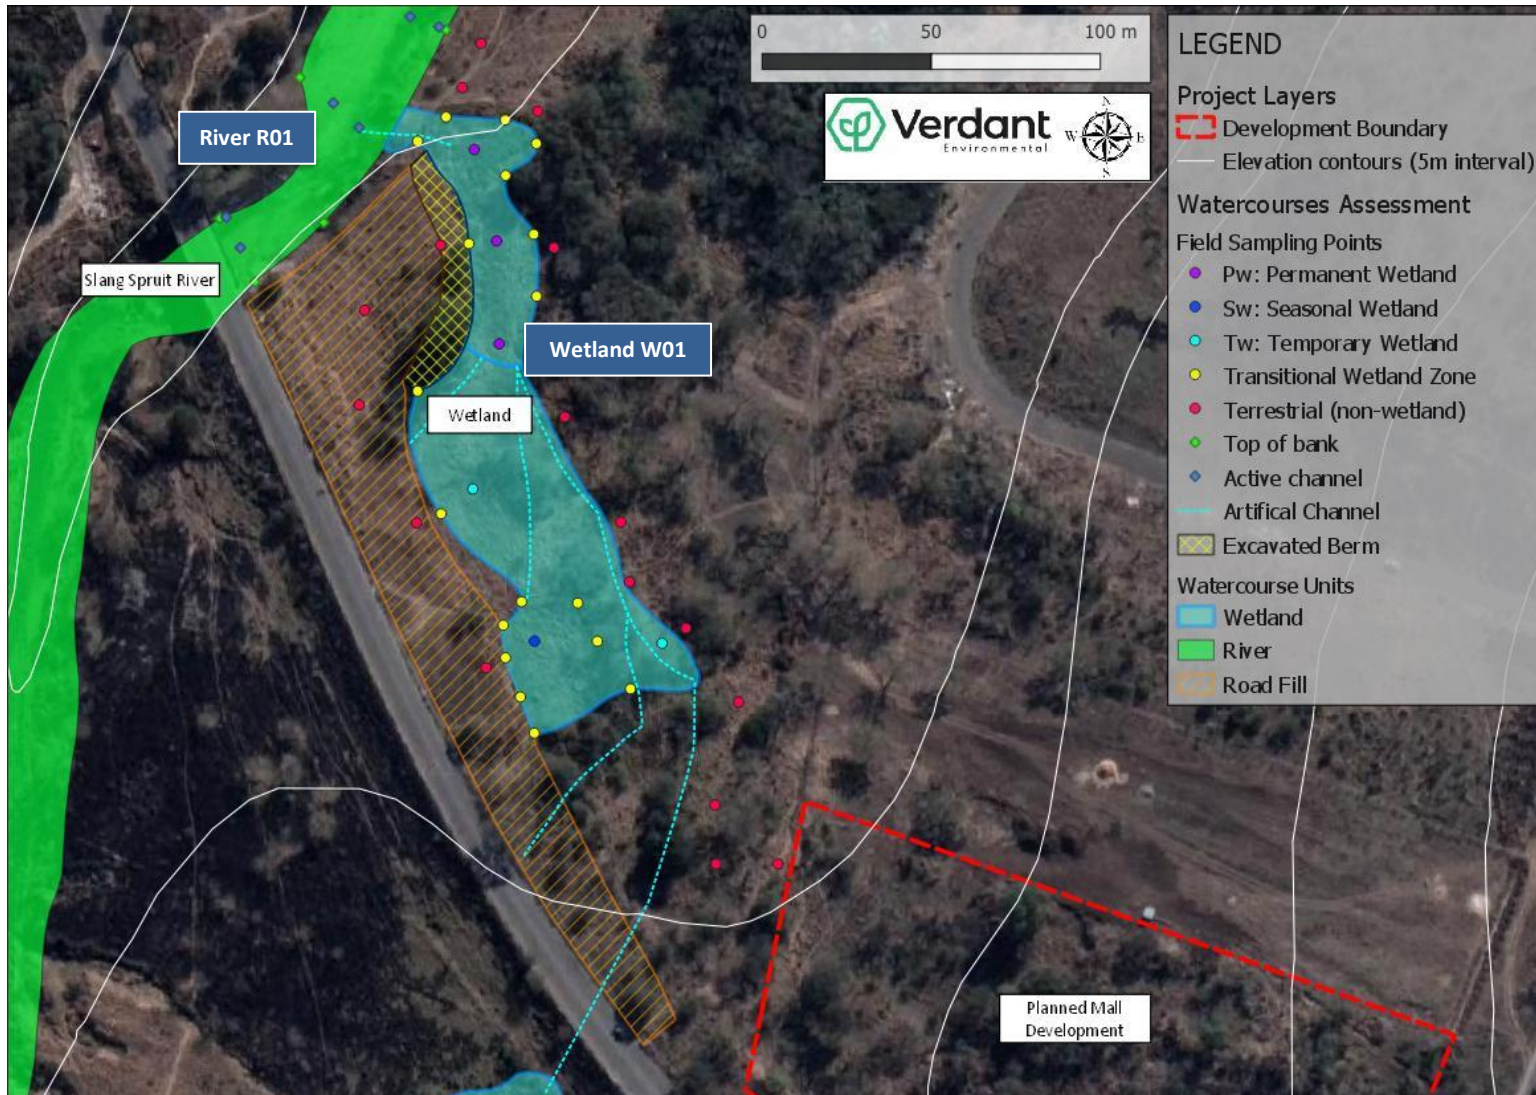 0 50 100 m
Verdant
Environmental
N
W E
S
LEGEND
Project Layers
Development Boundary
Elevation contours (5m interval)
Watercourses Assessment
Field Sampling Points
Pw: Permanent Wetland
Sw: Seasonal Wetland
Tw: Temporary Wetland
Transitional Wetland Zone
Terrestrial (non-wetland)
Top of bank
Active channel
Artifical Channel
Excavated Berm
Watercourse Units
Wetland
River
Road Fill
River R01
Slang Spruit River
Wetland W01
Wetland
Planned Mall
Development